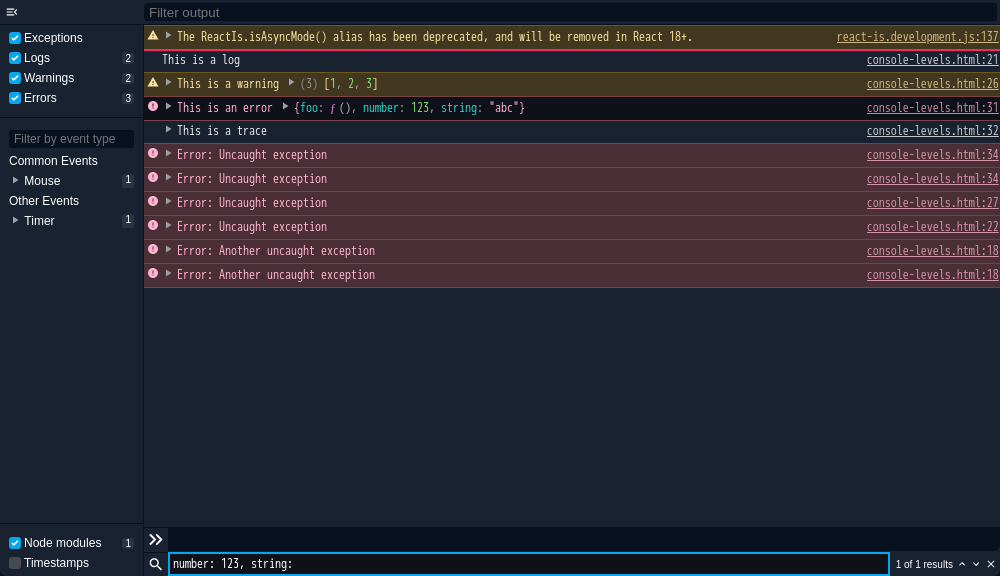 Filter output
Exceptions
Logs 2
Warnings 2
Errors 3
Filter by event type
Common Events
Mouse 1
Other Events
Timer 1
Node modules 1
Timestamps
The ReactIs.isAsyncMode() alias has been deprecated, and will be removed in React 18+. react-is.development.js:137
This is a log console-levels.html:21
This is a warning (3) [1, 2, 3] console-levels.html:26
This is an error {foo: ƒ (), number: 123, string: "abc"} console-levels.html:31
This is a trace console-levels.html:32
Error: Uncaught exception console-levels.html:34
Error: Uncaught exception console-levels.html:34
Error: Uncaught exception console-levels.html:27
Error: Uncaught exception console-levels.html:22
Error: Another uncaught exception console-levels.html:18
Error: Another uncaught exception console-levels.html:18
number: 123, string: 1 of 1 results